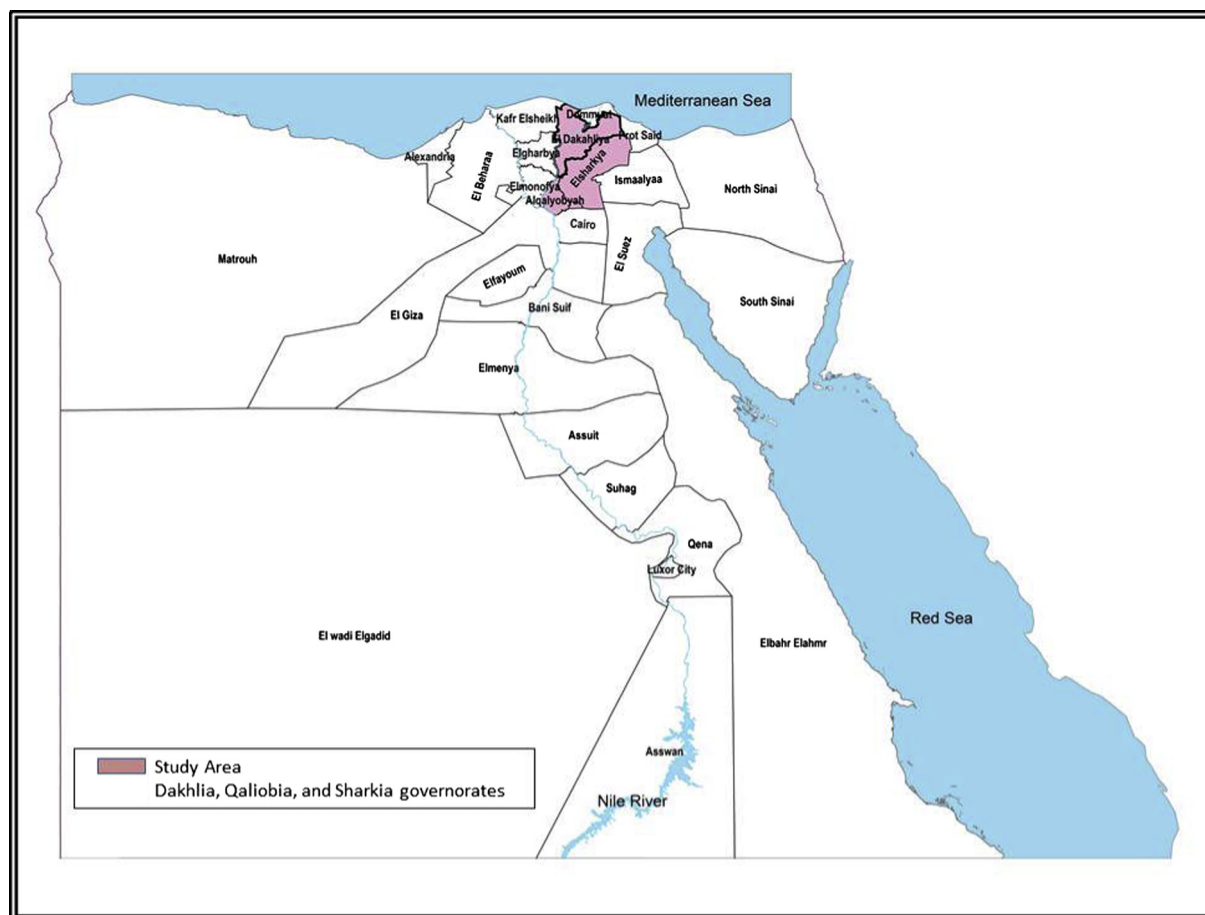 Mediterranean Sea
Kafr Elsheikh
Dommyat
Prot Said
El Dakahliya
Alexandria
Elgharbya
El Beharaa
Elsharkya
Ismaalyaa
Elmonofya
North Sinai
Alqalyobyah
Cairo
El Suez
Matrouh
Elfayoum
South Sinai
El Giza
Bani Suif
Elmenya
Assuit
Suhag
Qena
Luxor City
Red Sea
El wadi Elgadid
Elbahr Elahmr
Asswan
Nile River
Study Area
Dakhlia, Qaliobia, and Sharkia governorates